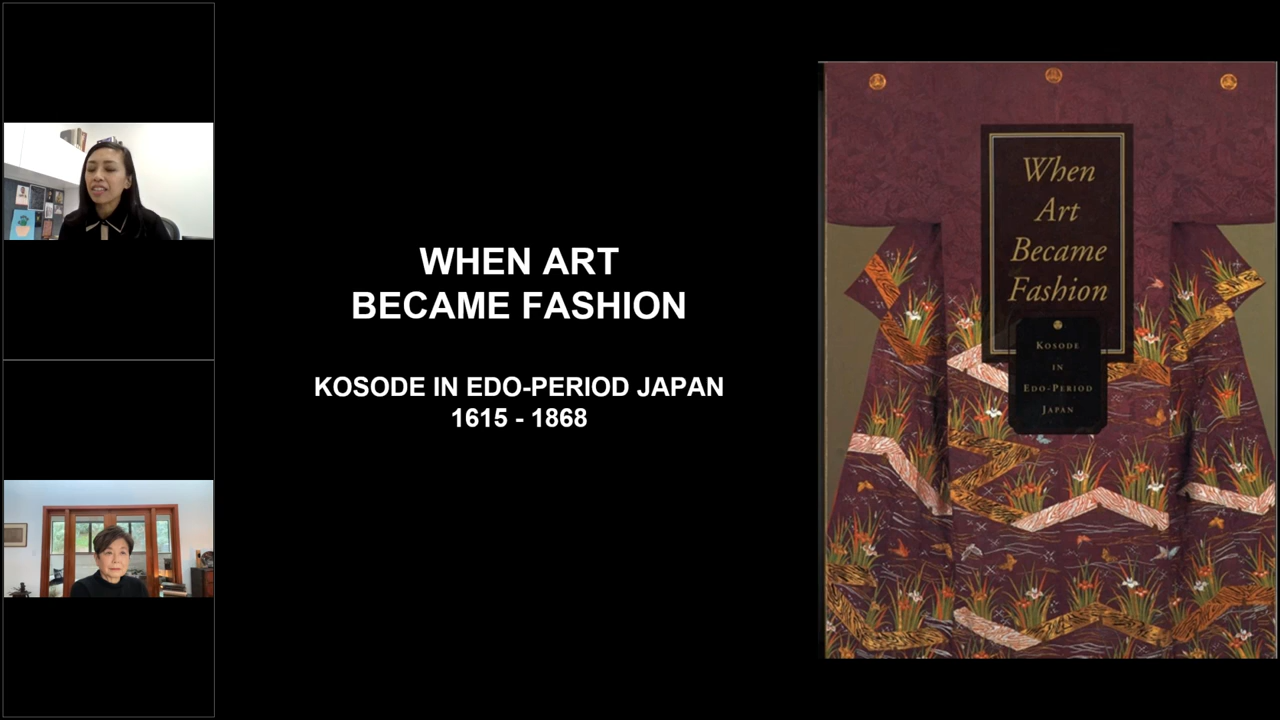 WHEN ART
BECAME FASHION
KOSODE IN EDO-PERIOD JAPAN
1615 - 1868
When
Art
Became
Fashion
KOSODE
IN
EDO-PERIOD
JAPAN